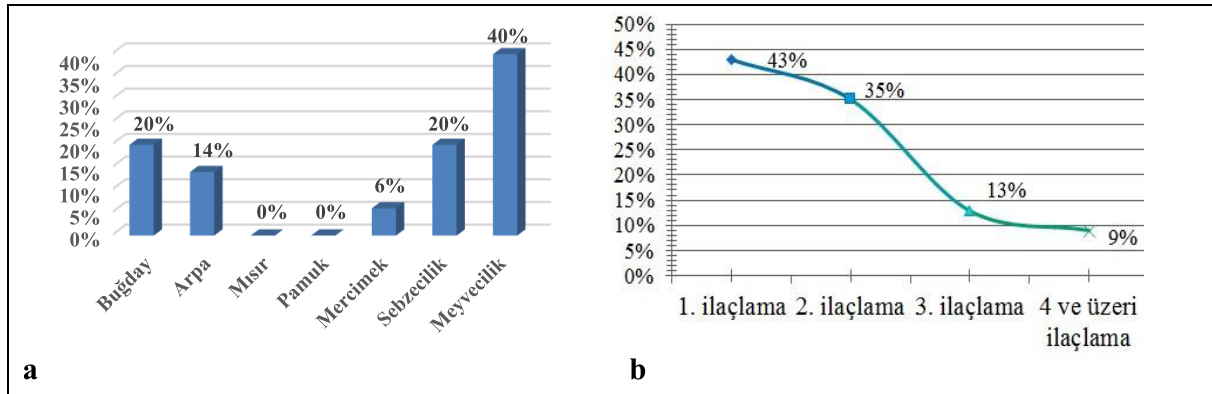 40%
40%
35%
30%
25%
20%
15%
10%
5%
0%
20%
14%
0%
0%
6%
20%
40%
Buğday
Arpa
Mısır
Pamuk
Mercimek
Sebzecilik
Meyvecilik
a
50%
45%
40%
35%
30%
25%
20%
15%
10%
5%
0%
43%
35%
13%
9%
1. ilaçlama 2. ilaçlama 3. ilaçlama 4 ve üzeri
ilaçlama
b